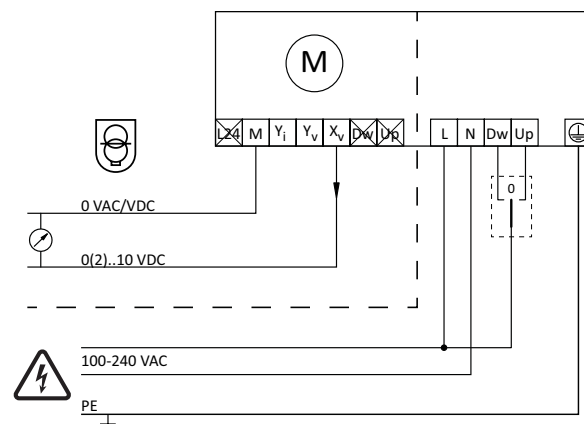 M
L24 M Yi Yv Xv Dw Up L N Dw Up
0
0 VAC/VDC
0(2)..10 VDC
100-240 VAC
PE